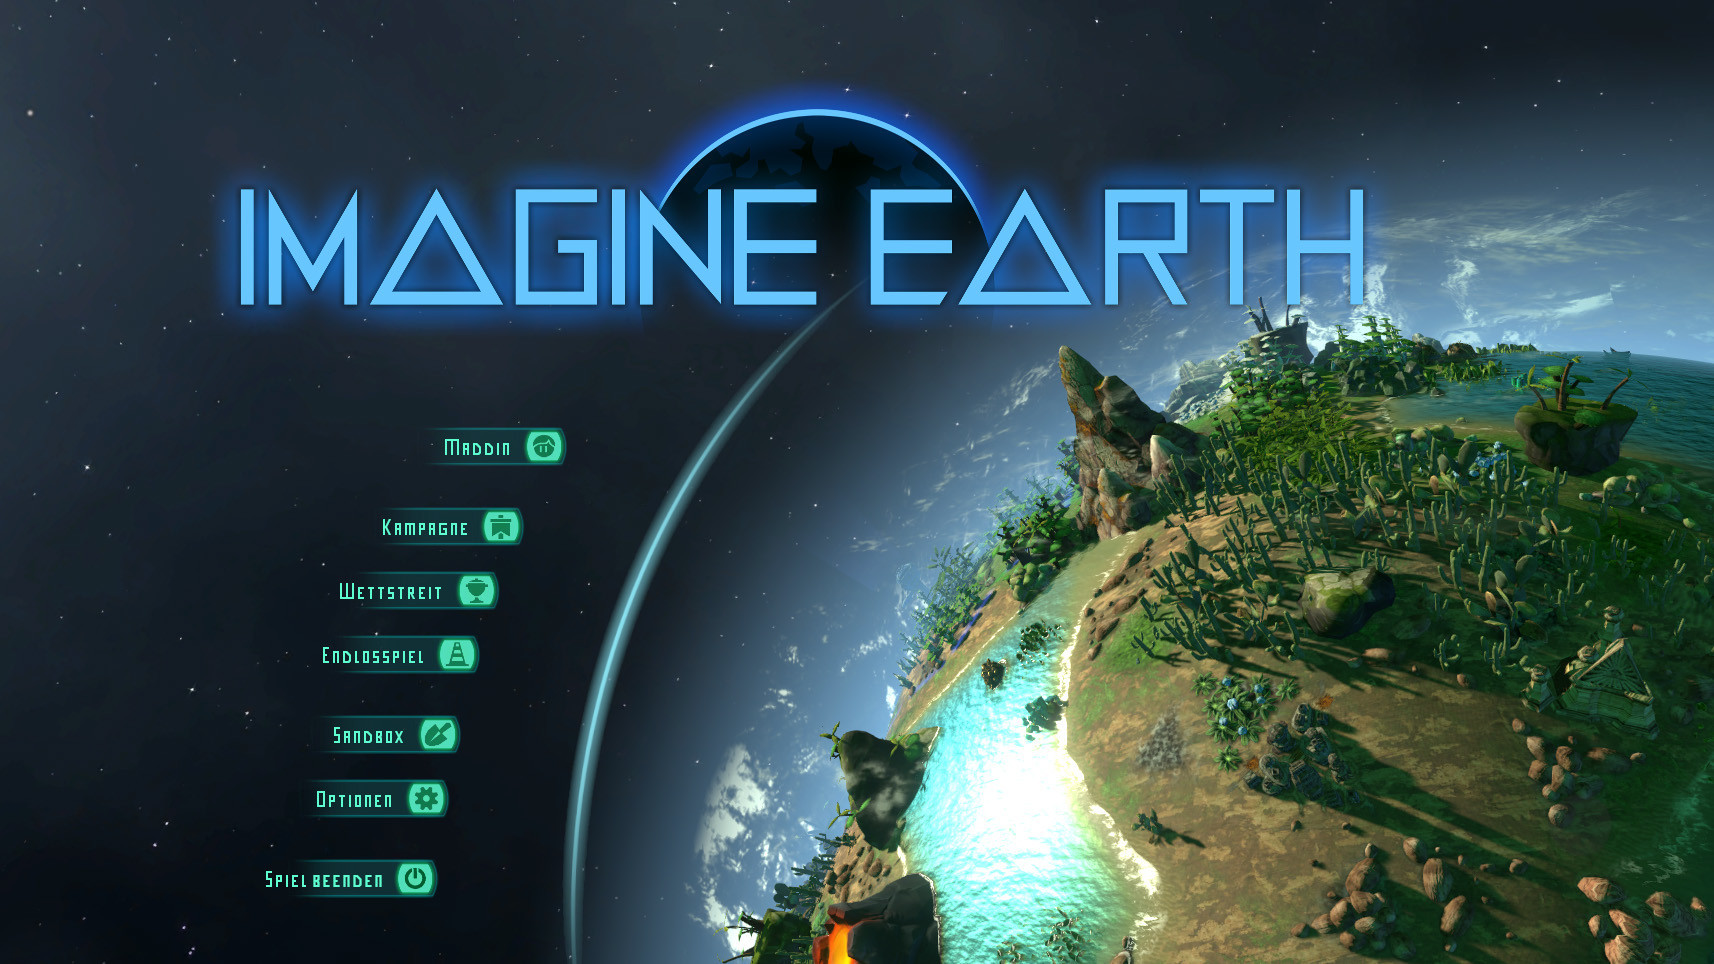 IMAGINE EARTH
Maddin
Kampagne
Wettstreit
Endlosspiel
Sandbox
Optionen
Spiel beenden